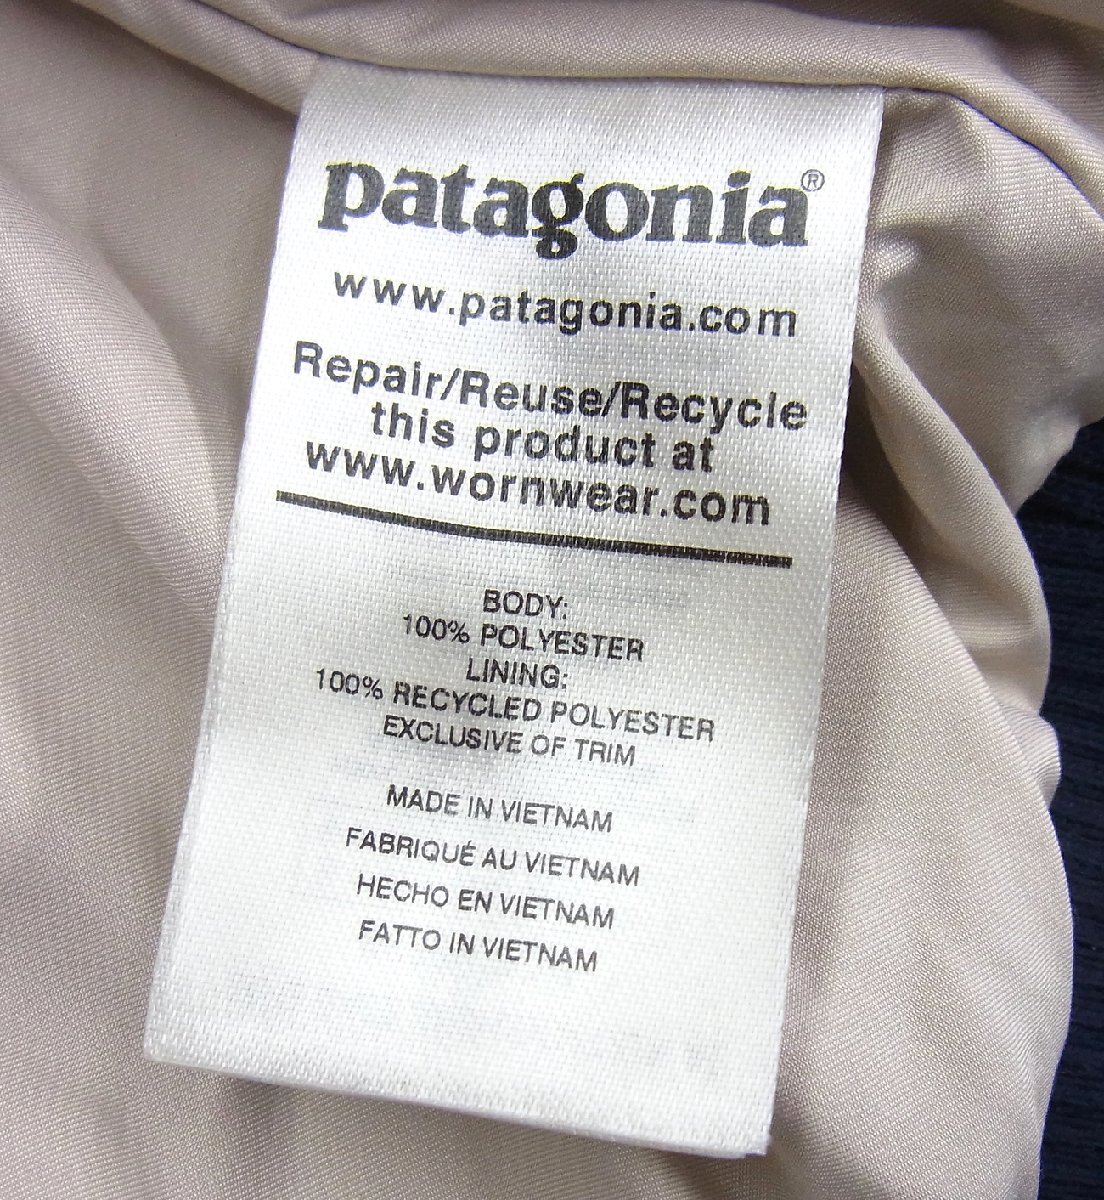 patagonia®
www.patagonia.com
Repair/Reuse/Recycle
this product at
www.wornwear.com
BODY:
100% POLYESTER
LINING:
100% RECYCLED POLYESTER
EXCLUSIVE OF TRIM
MADE IN VIETNAM
FABRIQUÉ AU VIETNAM
HECHO EN VIETNAM
FATTO IN VIETNAM